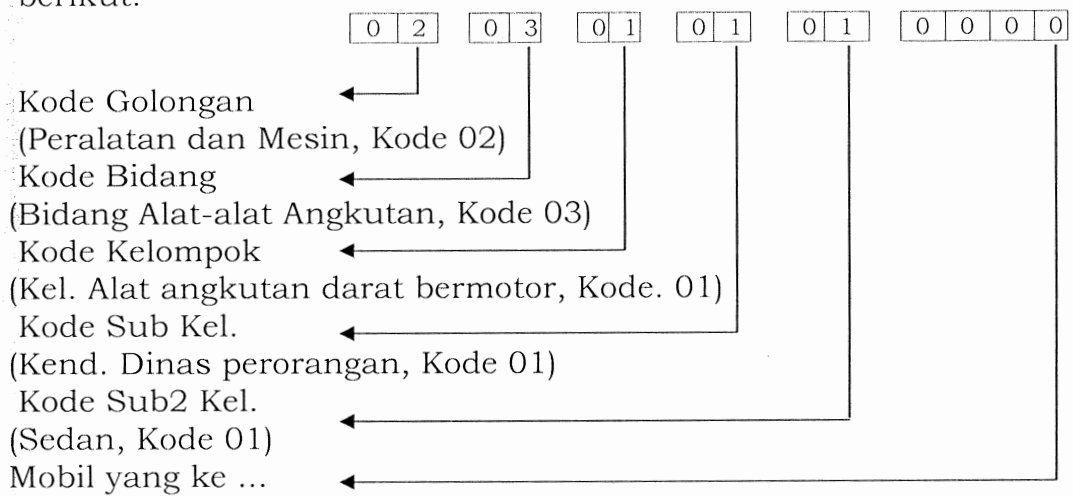 berikut:
0 2 0 3 0 1 0 1 0 1 0 0 0 0
Kode Golongan
(Peralatan dan Mesin, Kode 02)
Kode Bidang
(Bidang Alat-alat Angkutan, Kode 03)
Kode Kelompok
(Kel. Alat angkutan darat bermotor, Kode. 01)
Kode Sub Kel.
(Kend. Dinas perorangan, Kode 01)
Kode Sub2 Kel.
(Sedan, Kode 01)
Mobil yang ke ...